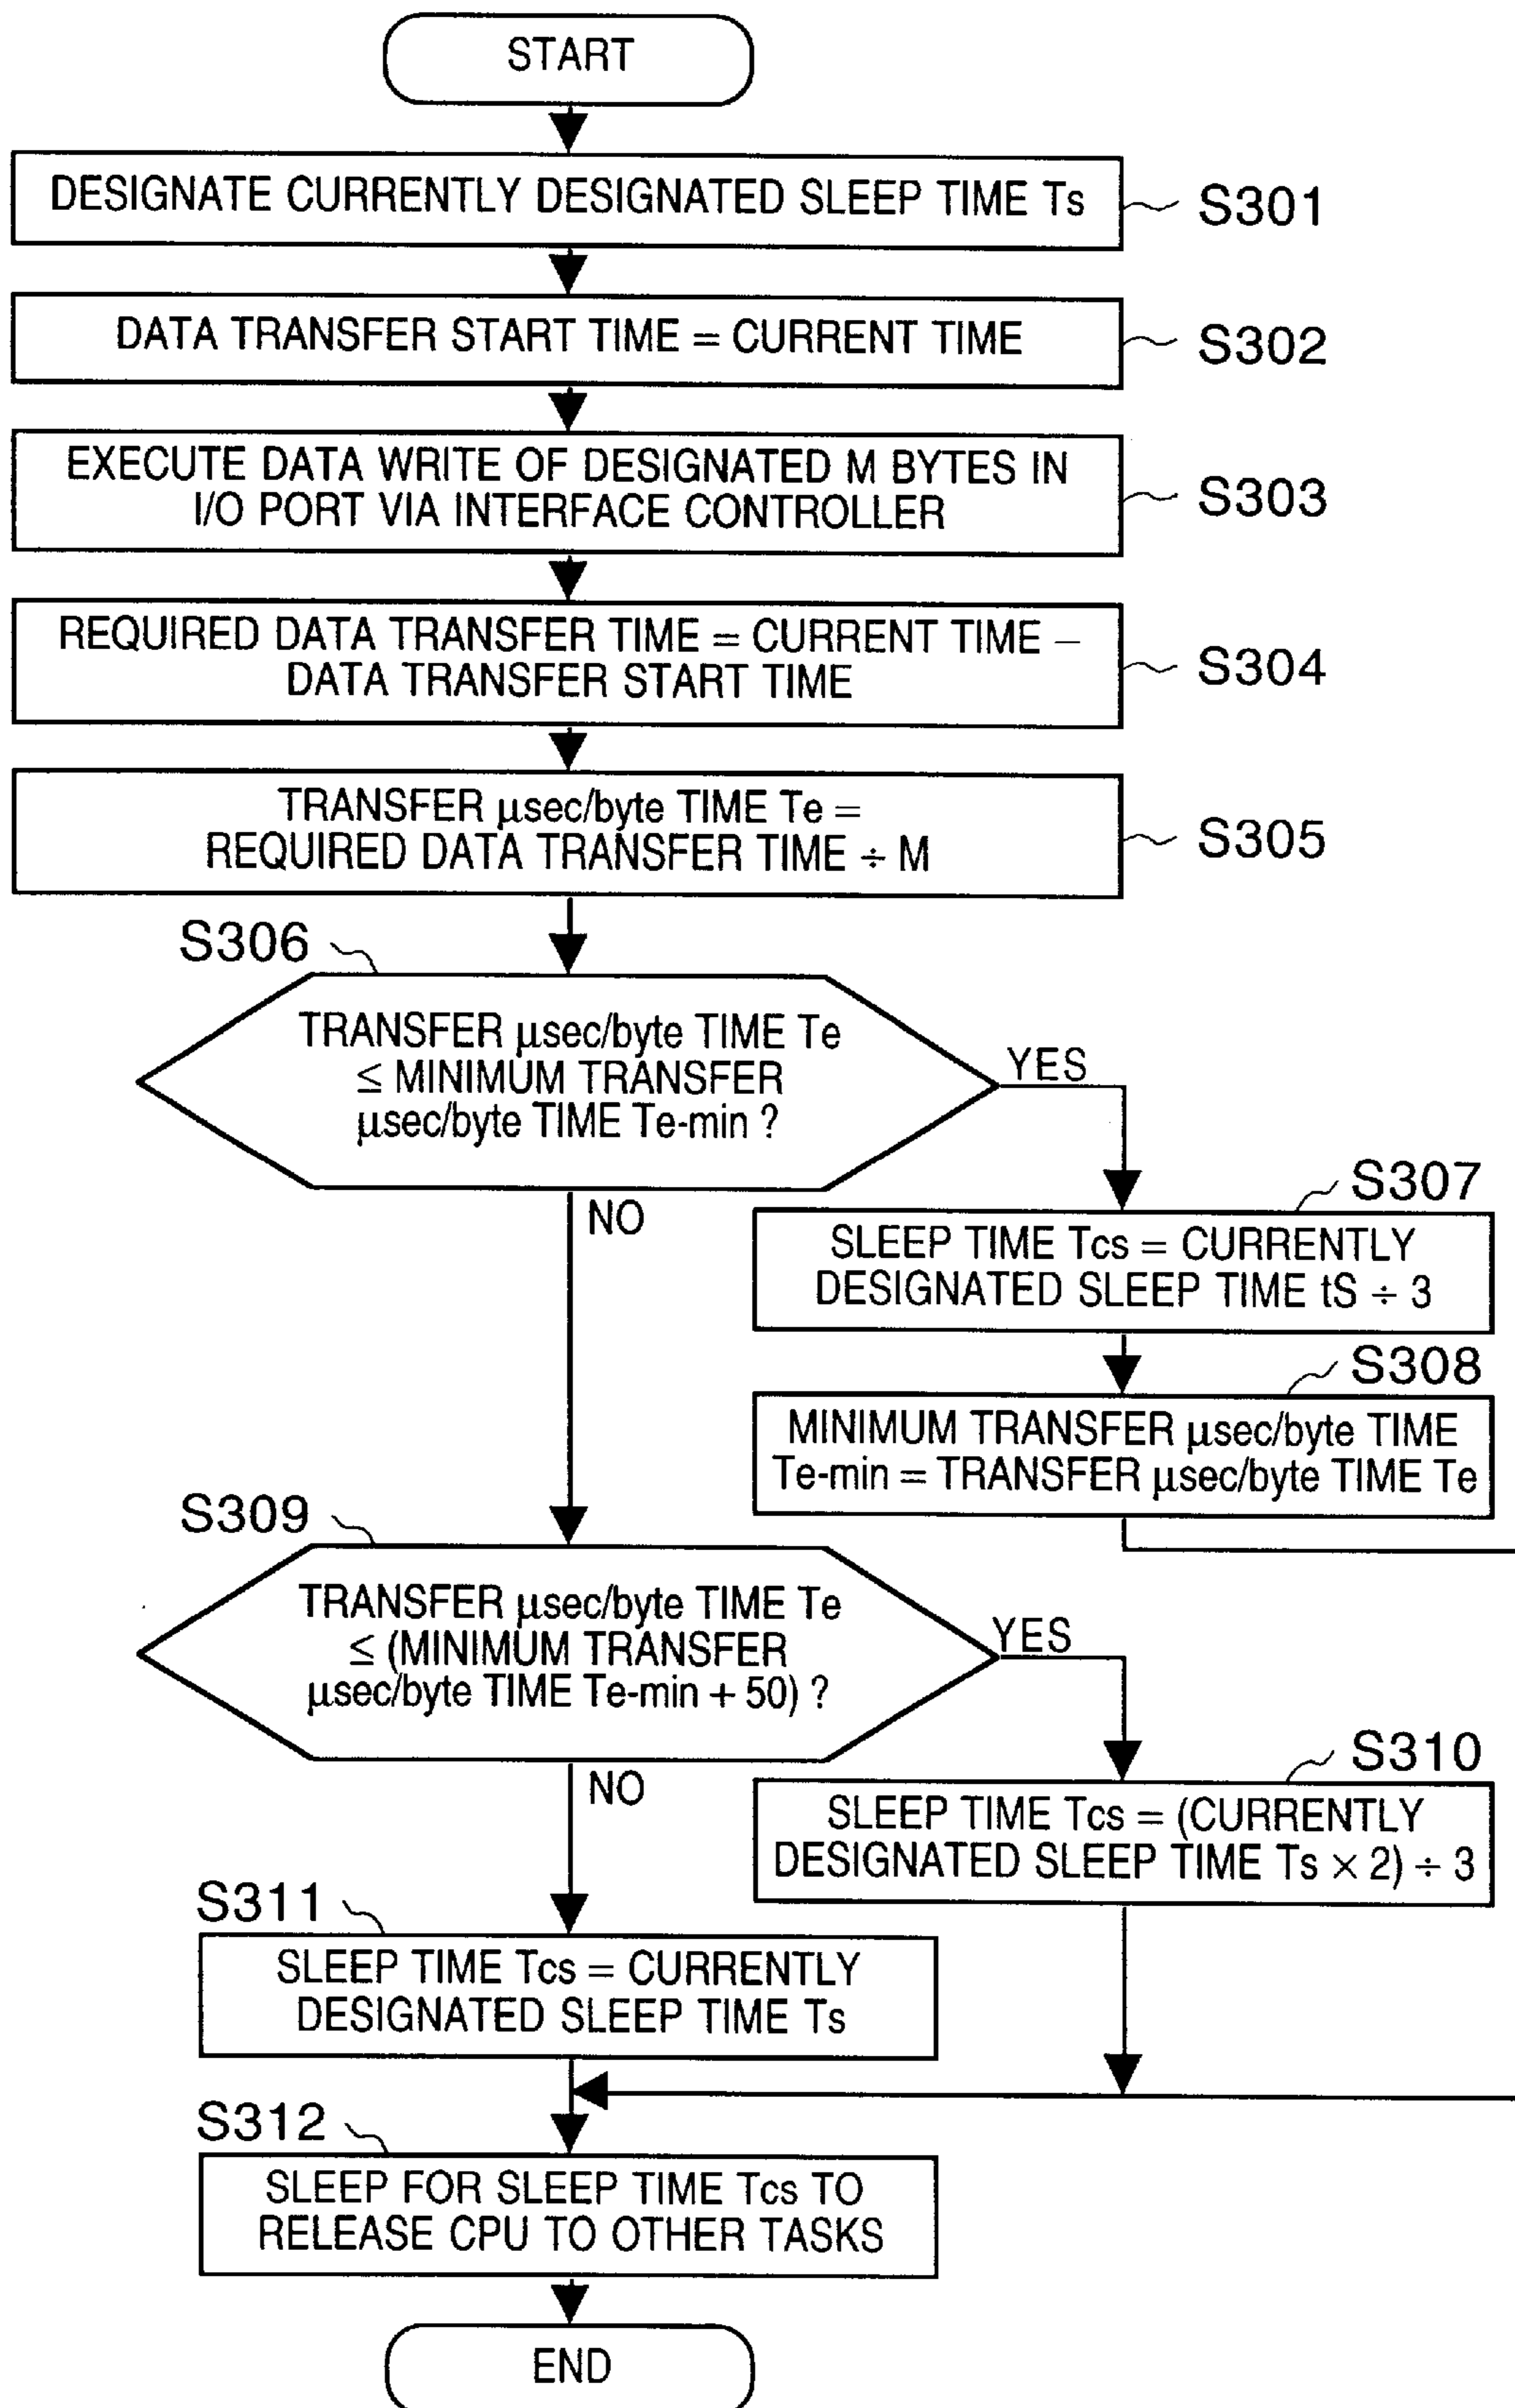 START
DESIGNATE CURRENTLY DESIGNATED SLEEP TIME Ts
S301
DATA TRANSFER START TIME = CURRENT TIME
S302
EXECUTE DATA WRITE OF DESIGNATED M BYTES IN
I/O PORT VIA INTERFACE CONTROLLER
S303
REQUIRED DATA TRANSFER TIME = CURRENT TIME –
DATA TRANSFER START TIME
S304
TRANSFER μsec/byte TIME Te =
REQUIRED DATA TRANSFER TIME ÷ M
S305
S306
TRANSFER μsec/byte TIME Te
≤ MINIMUM TRANSFER
μsec/byte TIME Te-min ?
YES
NO
S307
SLEEP TIME Tcs = CURRENTLY
DESIGNATED SLEEP TIME tS ÷ 3
S308
MINIMUM TRANSFER μsec/byte TIME
Te-min = TRANSFER μsec/byte TIME Te
S309
TRANSFER μsec/byte TIME Te
≤ (MINIMUM TRANSFER
μsec/byte TIME Te-min + 50) ?
YES
NO
S310
SLEEP TIME Tcs = (CURRENTLY
DESIGNATED SLEEP TIME Ts × 2) ÷ 3
S311
SLEEP TIME Tcs = CURRENTLY
DESIGNATED SLEEP TIME Ts
S312
SLEEP FOR SLEEP TIME Tcs TO
RELEASE CPU TO OTHER TASKS
END